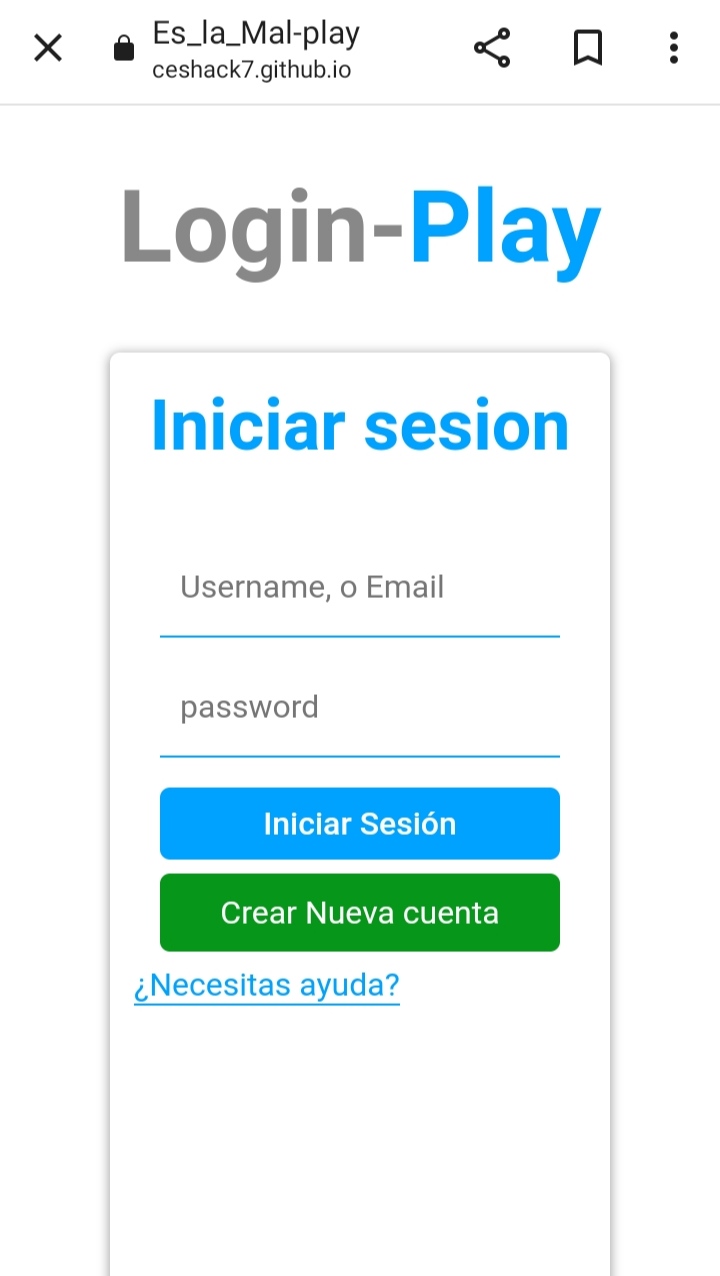 Es_la_Mal-play
ceshack7.github.io
Login-Play
Iniciar sesion
Username, o Email
password
Iniciar Sesión
Crear Nueva cuenta
¿Necesitas ayuda?